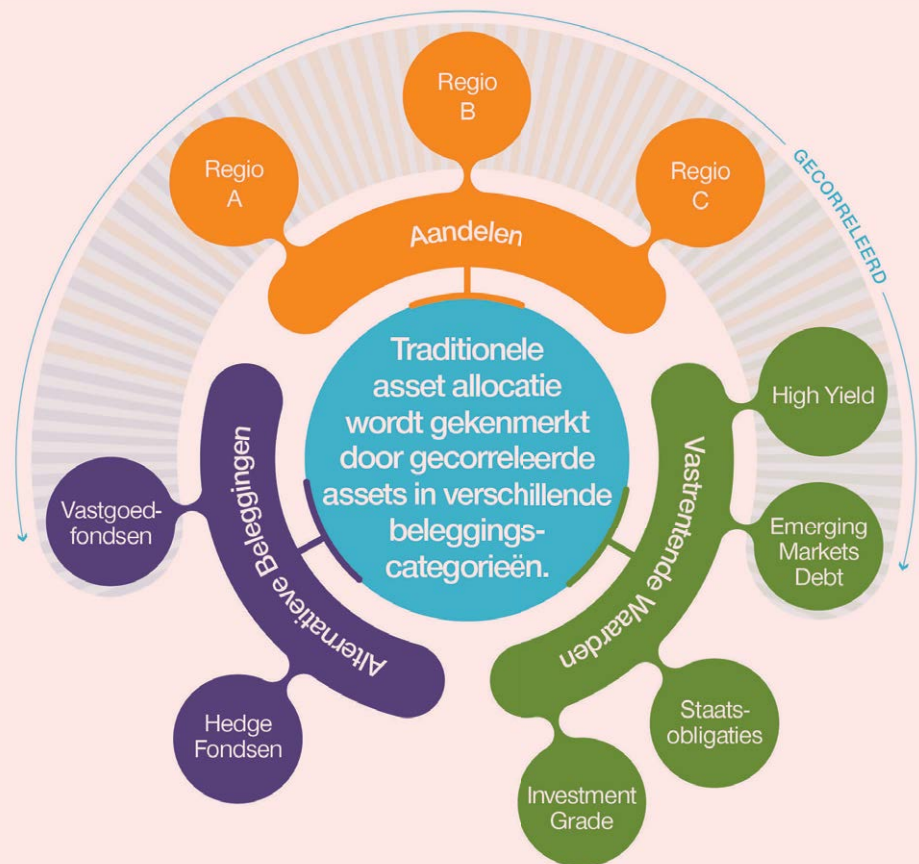 Regio
B
Regio
A
Regio
C
GECORRELEERD
Aandelen
Traditionele
asset allocatie
wordt gekenmerkt
door gecorreleerde
assets in verschillende
beleggings-
categorieën.
High Yield
Emerging
Markets
Debt
Vastrentende Waarden
Staats-
obligaties
Investment
Grade
Alternatieve Beleggingen
Vastgoed-
fondsen
Hedge
Fondsen